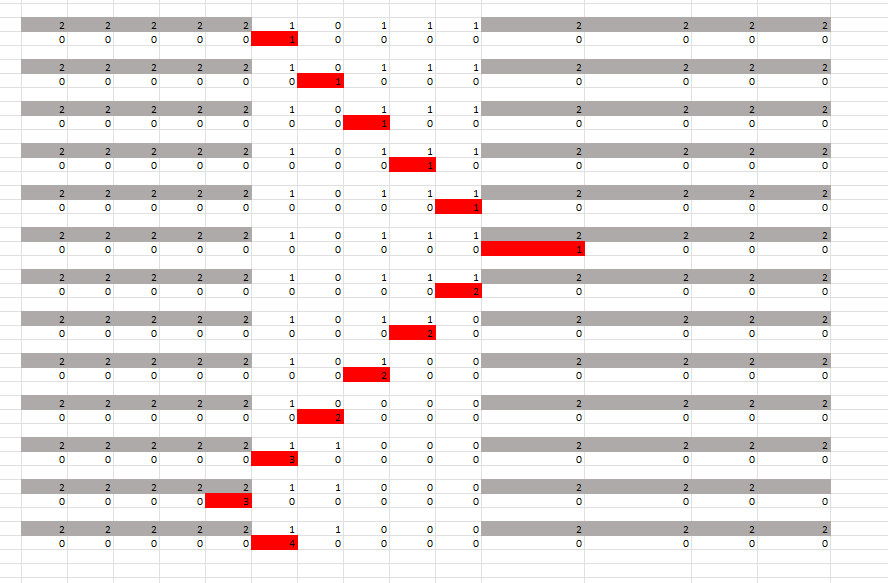 2 2 2 2 2 1 0 1 1 1 2 2 2 2
0 0 0 0 0 1 0 0 0 0 0 0 0 0
2 2 2 2 2 1 0 1 1 1 2 2 2 2
0 0 0 0 0 0 1 0 0 0 0 0 0 0
2 2 2 2 2 1 0 1 1 1 2 2 2 2
0 0 0 0 0 0 0 1 0 0 0 0 0 0
2 2 2 2 2 1 0 1 1 1 2 2 2 2
0 0 0 0 0 0 0 0 1 0 0 0 0 0
2 2 2 2 2 1 0 1 1 1 2 2 2 2
0 0 0 0 0 0 0 0 0 1 0 0 0 0
2 2 2 2 2 1 0 1 1 1 2 2 2 2
0 0 0 0 0 0 0 0 0 0 1 0 0 0
2 2 2 2 2 1 0 1 1 1 2 2 2 2
0 0 0 0 0 0 0 0 0 2 0 0 0 0
2 2 2 2 2 1 0 1 1 0 2 2 2 2
0 0 0 0 0 0 0 0 2 0 0 0 0 0
2 2 2 2 2 1 0 1 0 0 2 2 2 2
0 0 0 0 0 0 0 2 0 0 0 0 0 0
2 2 2 2 2 1 0 0 0 0 2 2 2 2
0 0 0 0 0 0 2 0 0 0 0 0 0 0
2 2 2 2 2 1 1 0 0 0 2 2 2 2
0 0 0 0 0 3 0 0 0 0 0 0 0 0
2 2 2 2 2 1 1 0 0 0 2 2 2
0 0 0 0 3 0 0 0 0 0 0 0 0 0
2 2 2 2 2 1 1 0 0 0 2 2 2 2
0 0 0 0 0 4 0 0 0 0 0 0 0 0